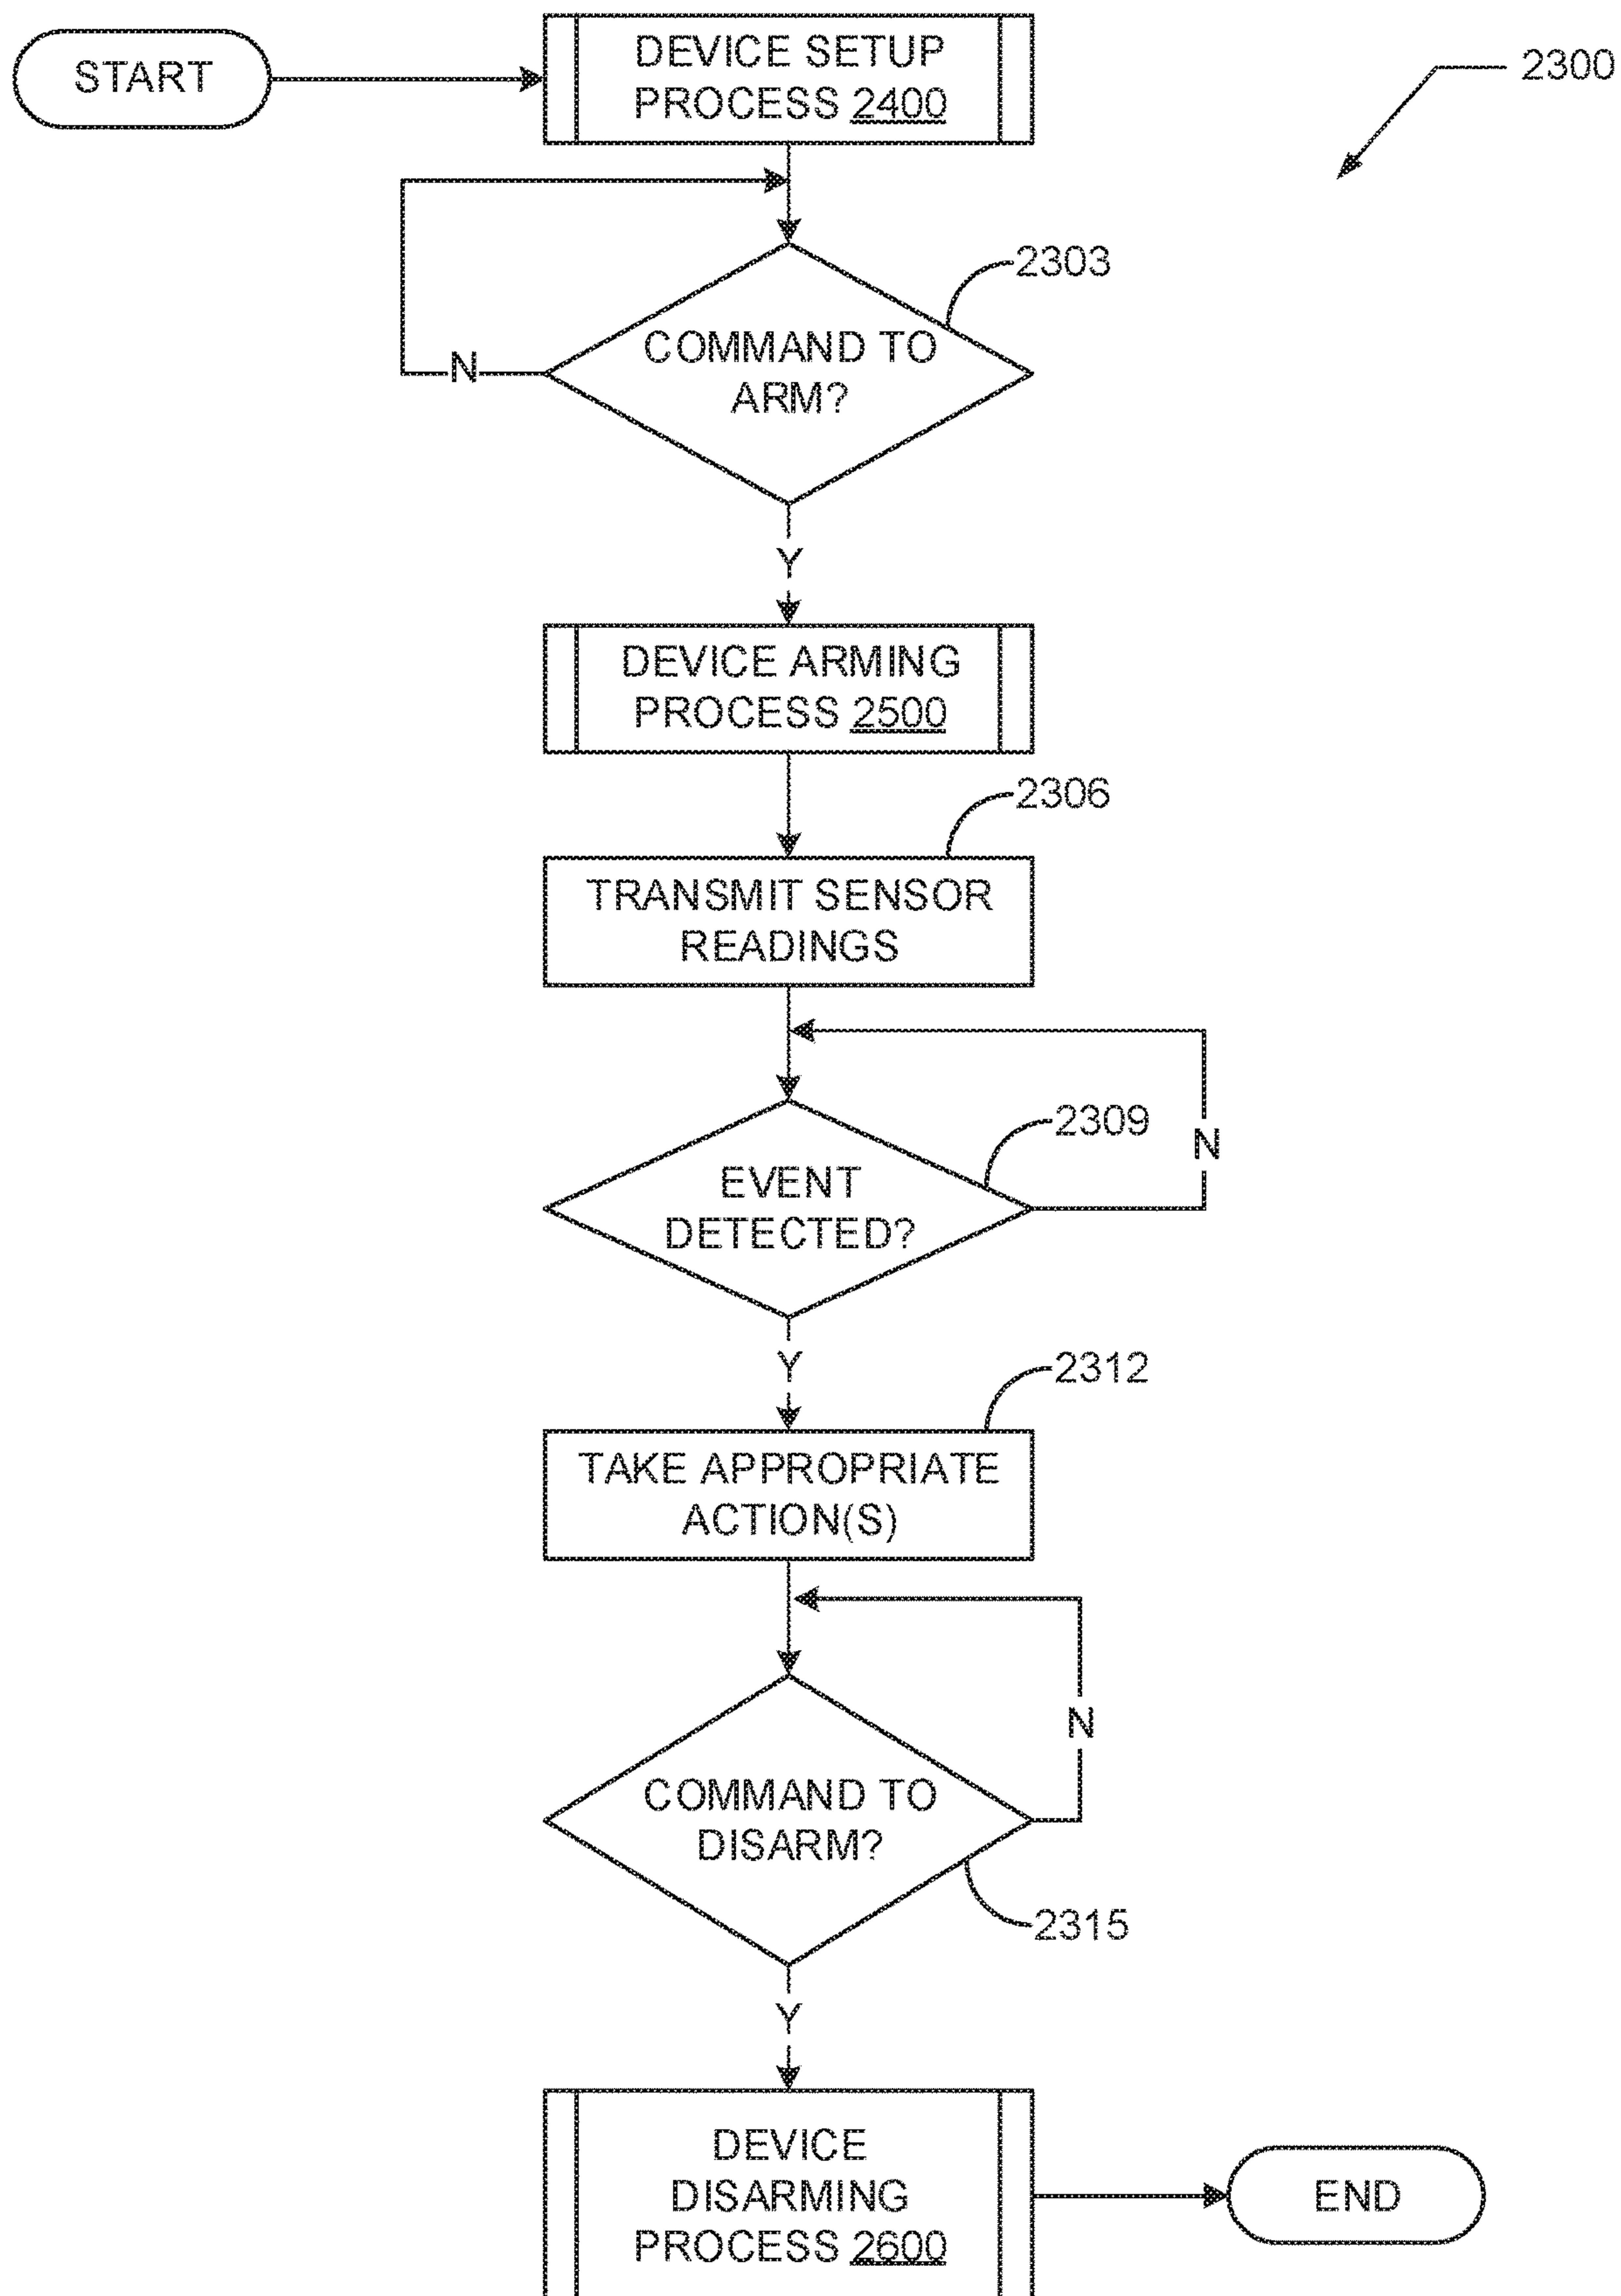 START
DEVICE SETUP
PROCESS 2400
2300
2303
COMMAND TO
ARM?
N
Y
DEVICE ARMING
PROCESS 2500
2306
TRANSMIT SENSOR
READINGS
2309
N
EVENT
DETECTED?
Y
2312
TAKE APPROPRIATE
ACTION(S)
N
COMMAND TO
DISARM?
2315
Y
DEVICE
DISARMING
PROCESS 2600
END